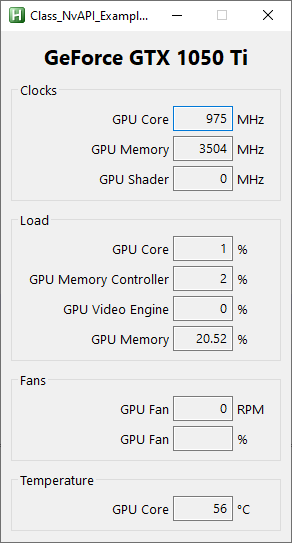 H Class_NvAPI_Exampl...
GeForce GTX 1050 Ti
Clocks
GPU Core 975 MHz
GPU Memory 3504 MHz
GPU Shader 0 MHz
Load
GPU Core 1 %
GPU Memory Controller 2 %
GPU Video Engine 0 %
GPU Memory 20.52 %
Fans
GPU Fan 0 RPM
GPU Fan %
Temperature
GPU Core 56 °C